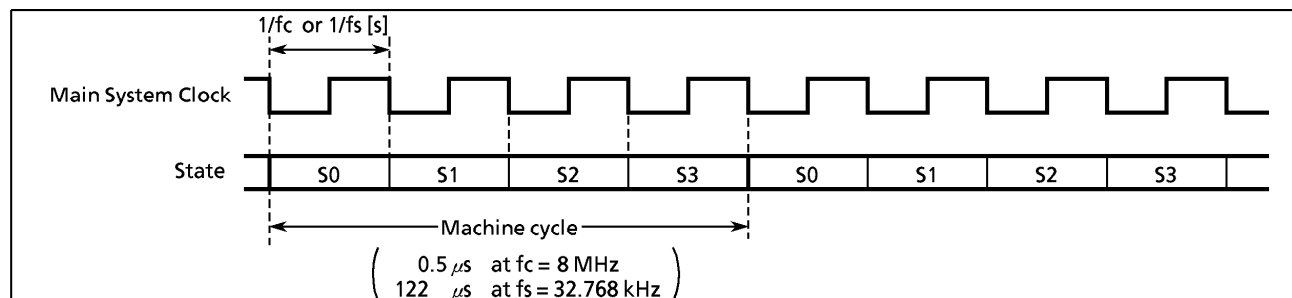 1/fc or 1/fs [s]
Main System Clock
State S0 S1 S2 S3 S0 S1 S2 S3
Machine cycle
0.5 μs at fc = 8 MHz
122 μs at fs = 32.768 kHz